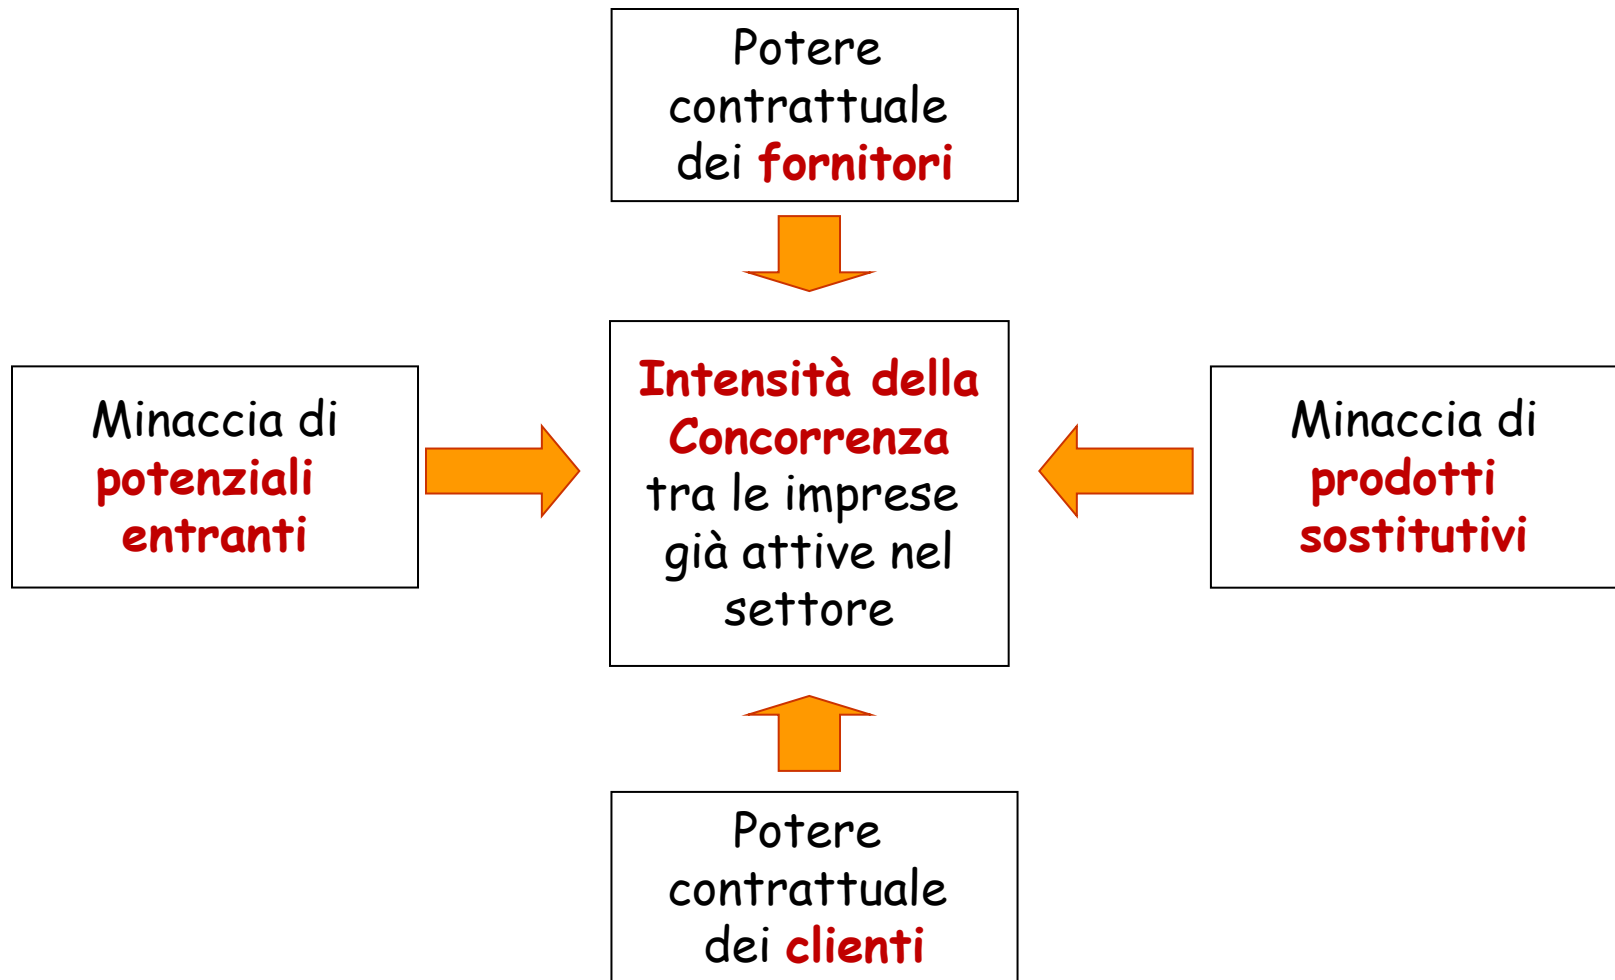 Potere
contrattuale
dei fornitori
Minaccia di
potenziali
entranti
Intensità della
Concorrenza
tra le imprese
già attive nel
settore
Minaccia di
prodotti
sostitutivi
Potere
contrattuale
dei clienti